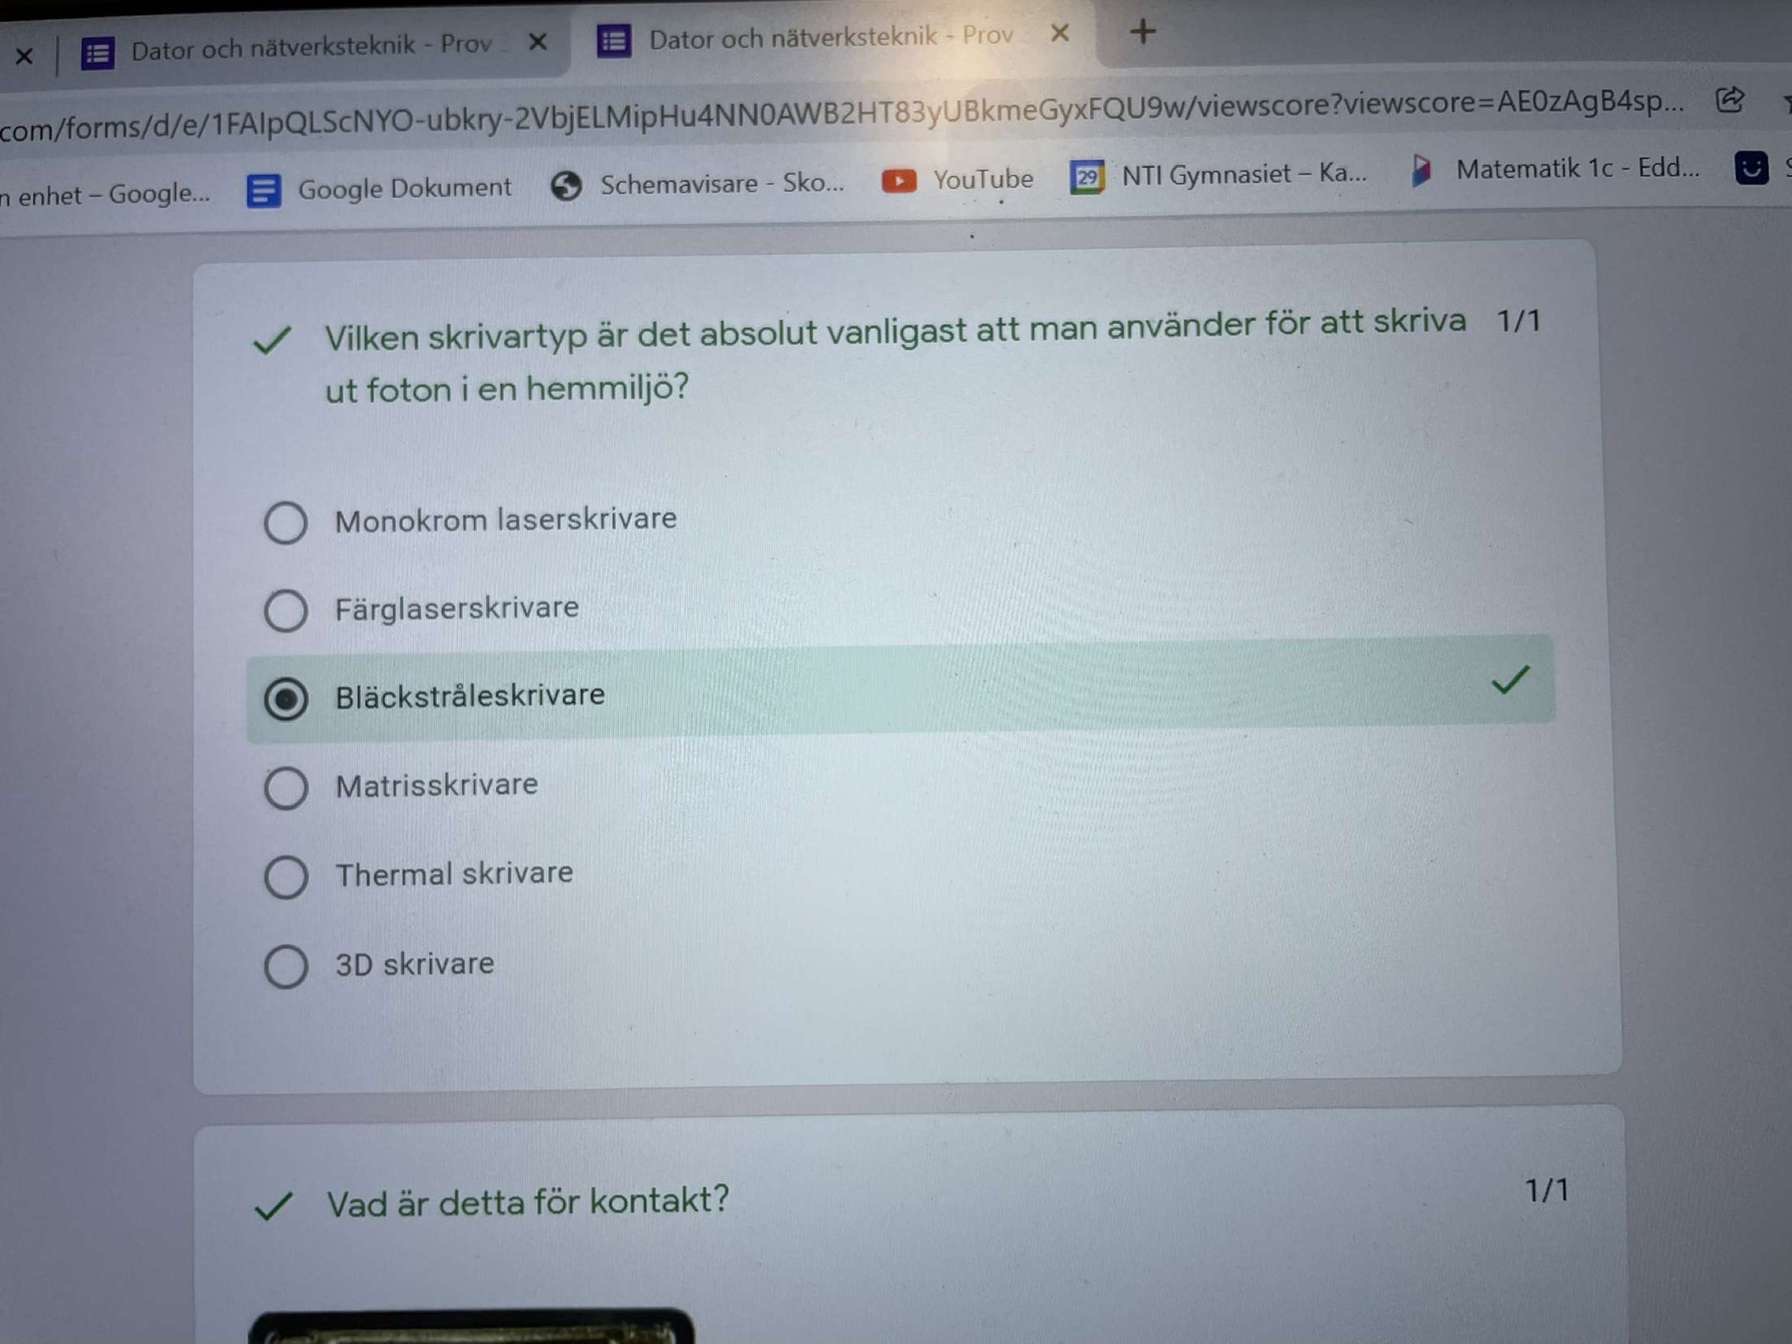 Dator och nätverksteknik - Prov
Dator och nätverksteknik - Prov
com/forms/d/e/1FAIpQLScNYO-ubkry-2VbjELMipHu4NN0AWB2HT83yUBkmeGyxFQU9w/viewscore?viewscore=AE0zAgB4sp...
n enhet – Google...
Google Dokument
Schemavisare - Sko...
YouTube
29
NTI Gymnasiet – Ka...
Matematik 1c - Edd...
Vilken skrivartyp är det absolut vanligast att man använder för att skriva 1/1
ut foton i en hemmiljö?
Monokrom laserskrivare
Färglaserskrivare
Bläckstråleskrivare
Matrisskrivare
Thermal skrivare
3D skrivare
Vad är detta för kontakt? 1/1